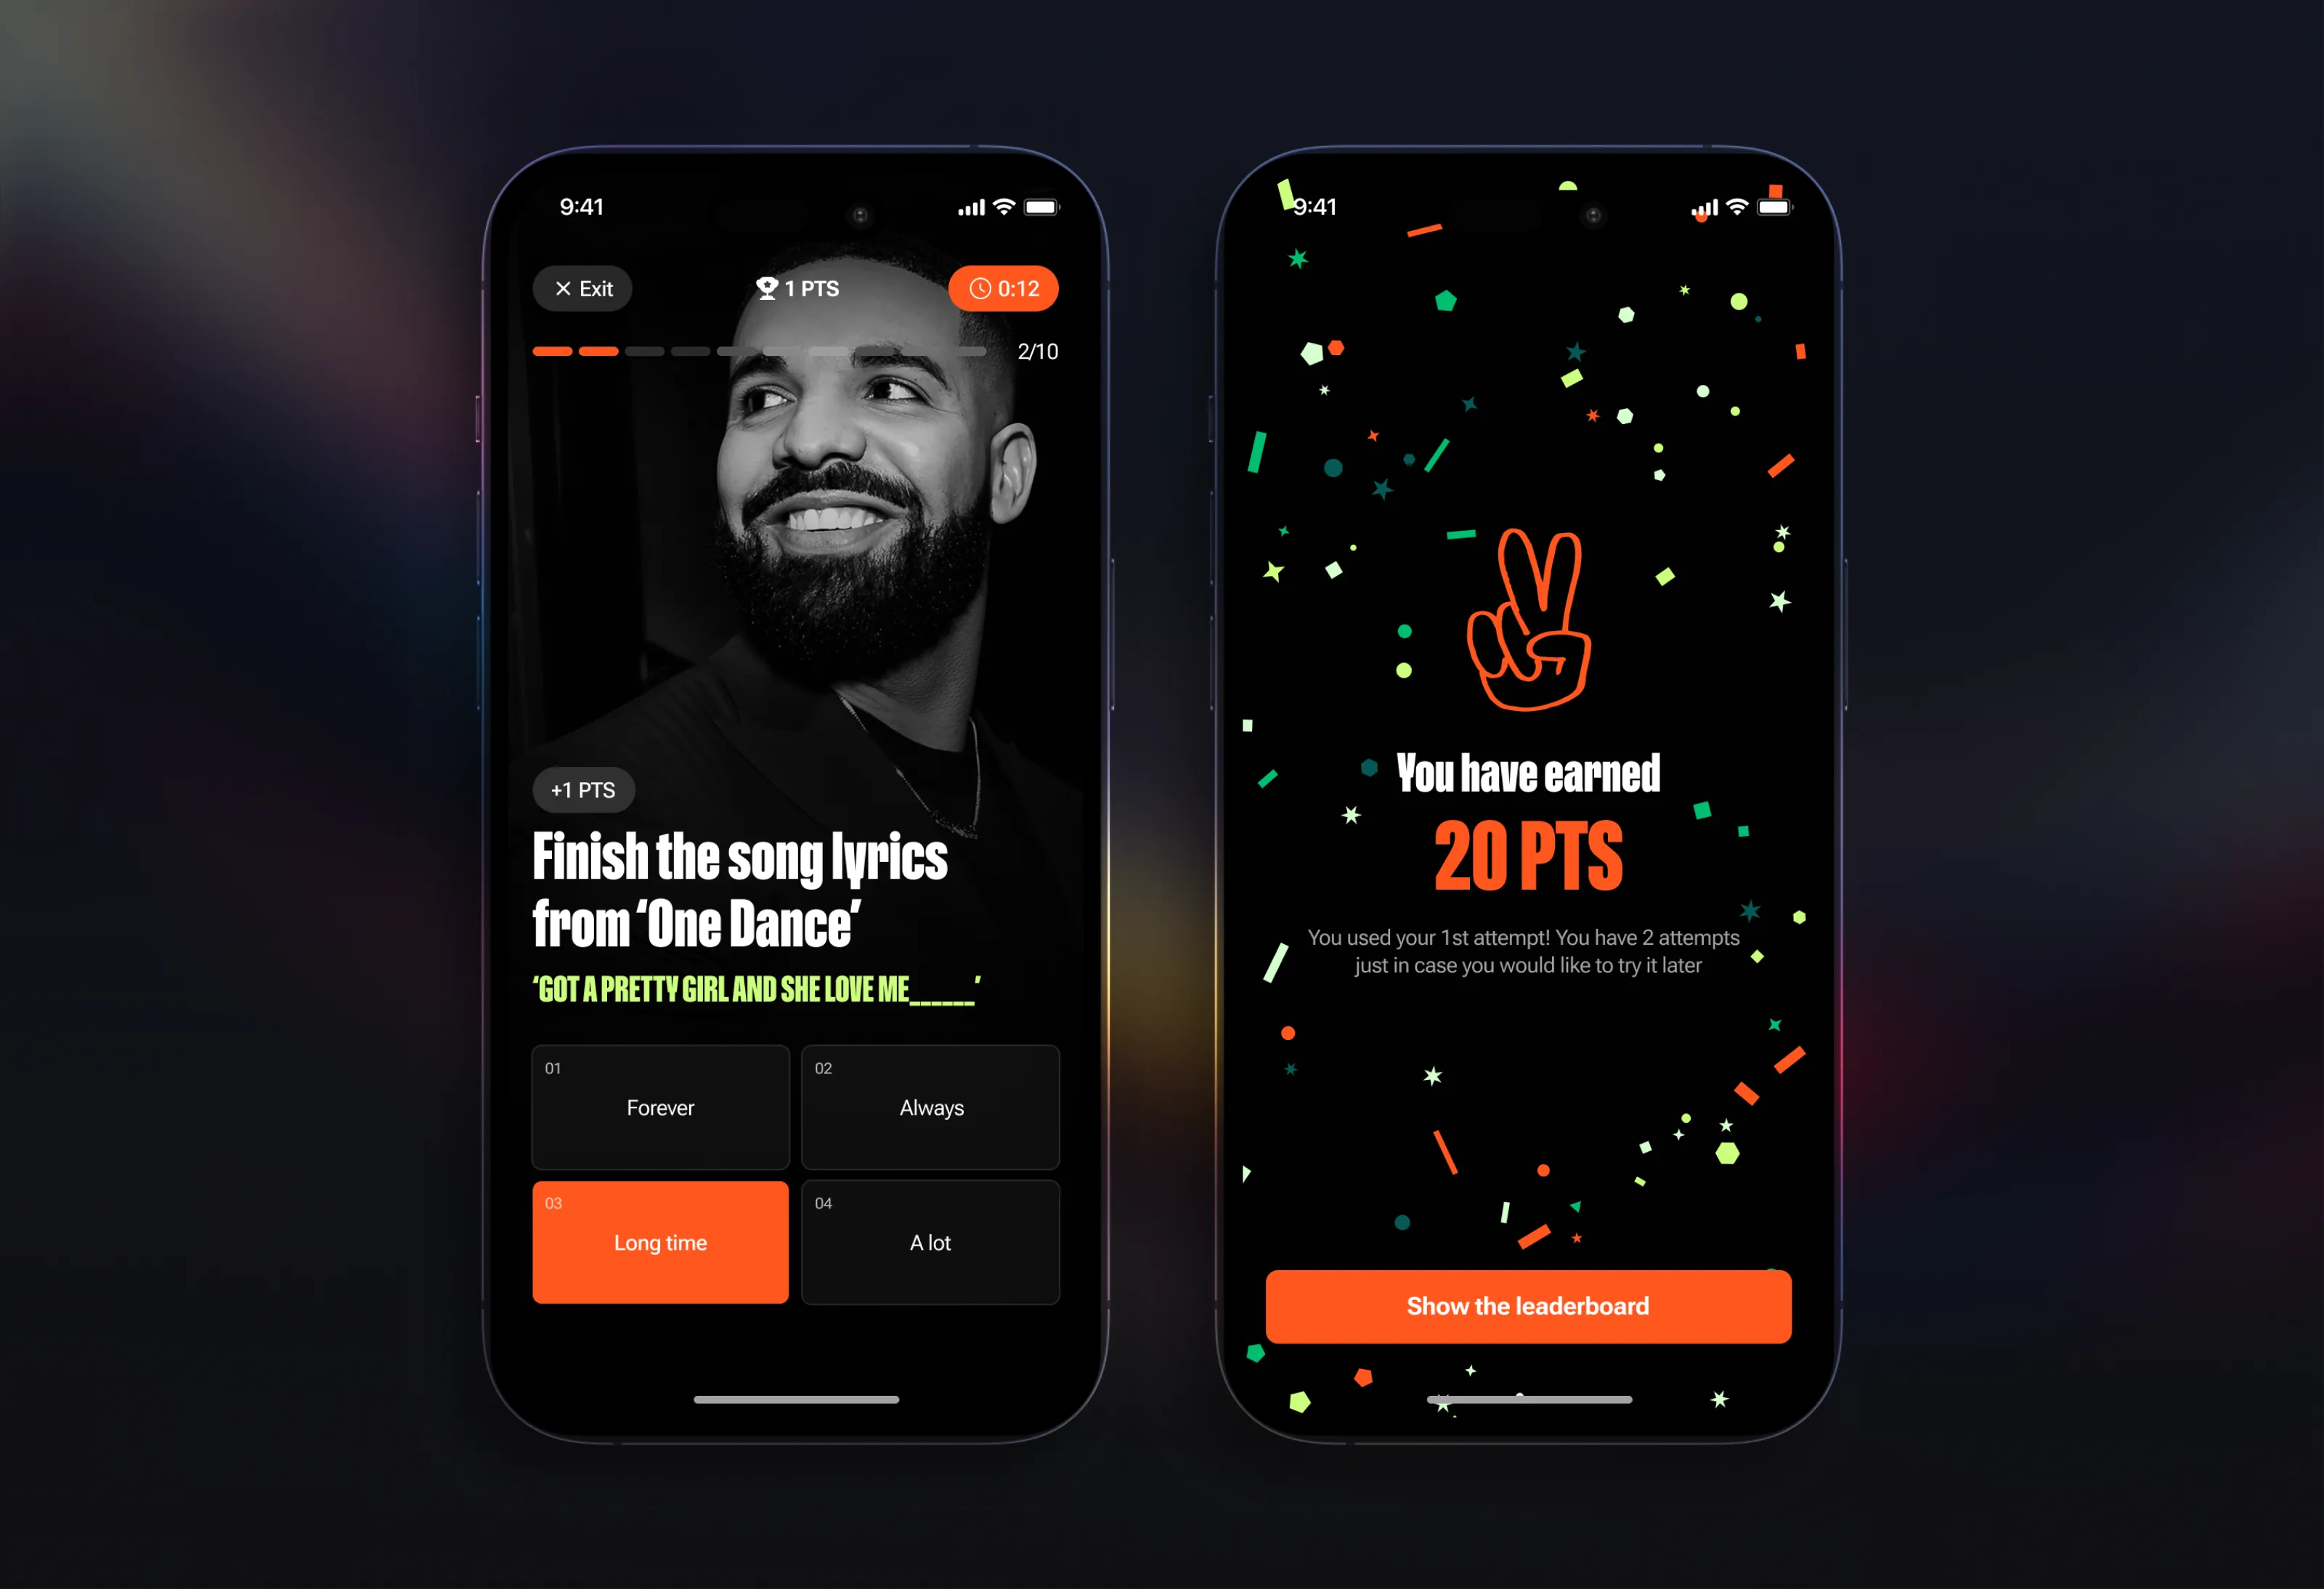 9:41
Exit
1 PTS
0:12
2/10
+1 PTS
Finish the song lyrics
from ‘One Dance’
‘GOT A PRETTY GIRL AND SHE LOVE ME______’
01
Forever
02
Always
03
Long time
04
A lot
9:41
You have earned
20 PTS
You used your 1st attempt! You have 2 attempts
just in case you would like to try it later
Show the leaderboard